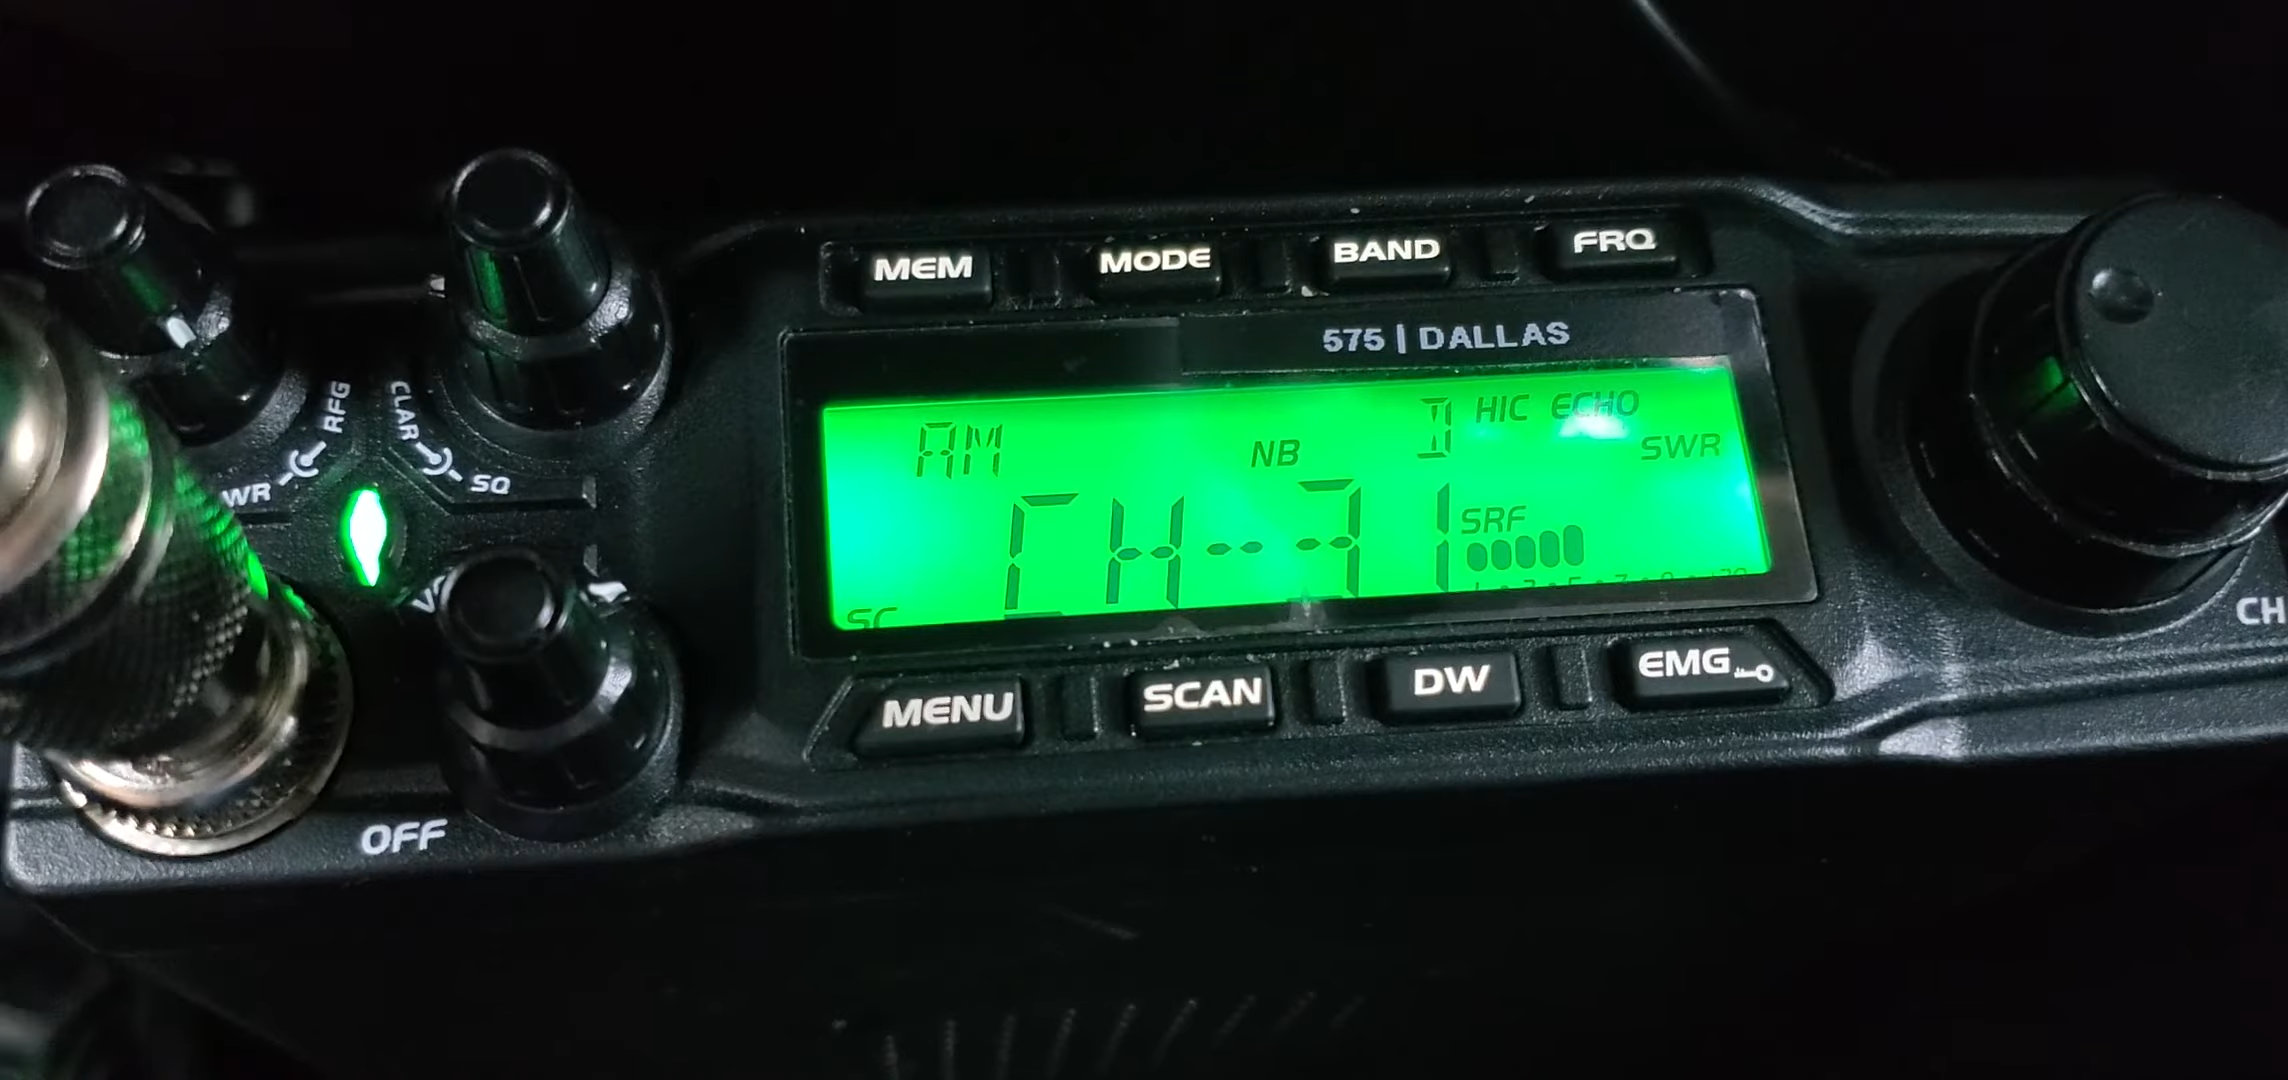 MEM MODE BAND FRQ
575 | DALLAS
AM NB D HIC ECHO
SWR
CH-31 SRF
SC
RFG CLAR
WR SQ
MENU SCAN DW EMG
OFF
CH